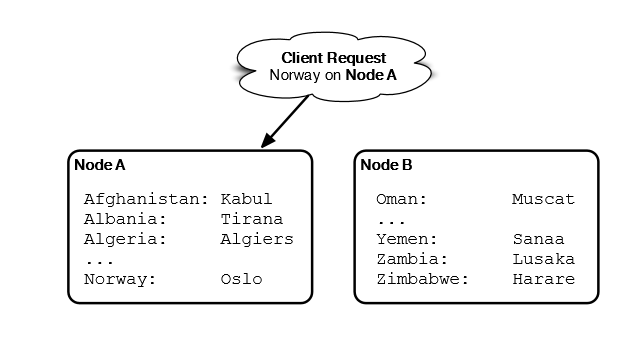 Client Request
Norway on Node A
Node A
Afghanistan: Kabul
Albania: Tirana
Algeria: Algiers
...
Norway: Oslo
Node B
Oman: Muscat
...
Yemen: Sanaa
Zambia: Lusaka
Zimbabwe: Harare